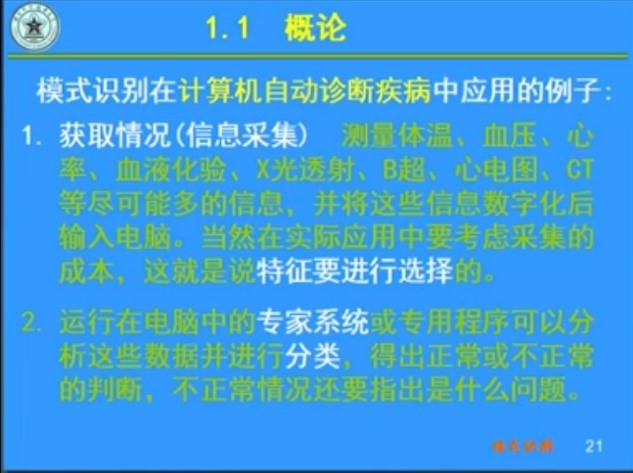 1.1 概论
模式识别在计算机自动诊断疾病中应用的例子:
1. 获取情况(信息采集) 测量体温、血压、心
率、血液化验、X光透射、B超、心电图、CT
等尽可能多的信息，并将这些信息数字化后
输入电脑。当然在实际应用中要考虑采集的
成本，这就是说特征要进行选择的。
2. 运行在电脑中的专家系统或专用程序可以分
析这些数据并进行分类，得出正常或不正常
的判断，不正常情况还要指出是什么问题。
21